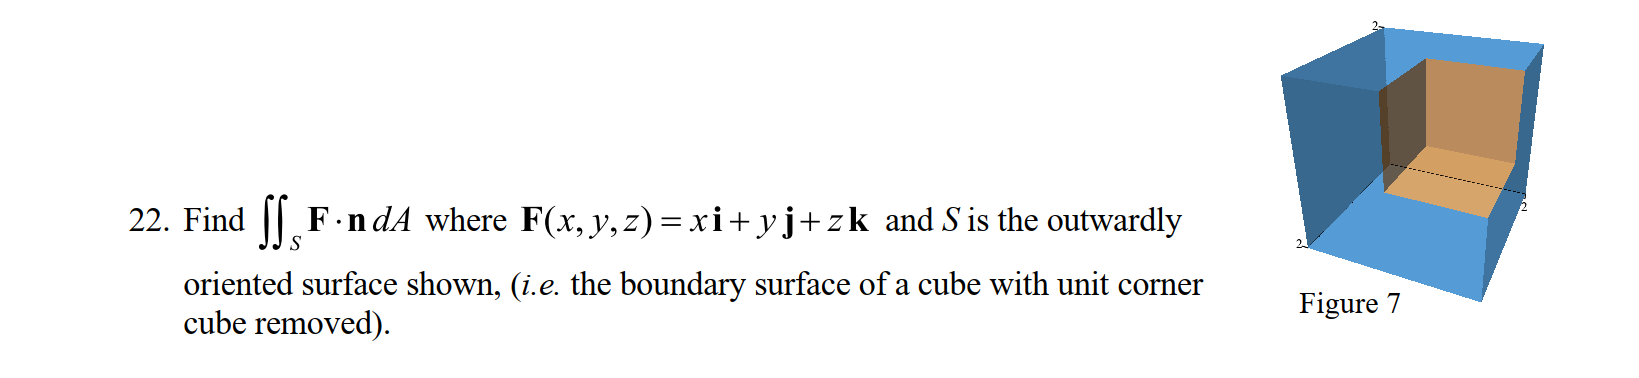 2
22. Find ∬_S F · n dA where F(x, y, z) = x i + y j + z k and S is the outwardly
2
2
oriented surface shown, (i.e. the boundary surface of a cube with unit corner
Figure 7
cube removed).